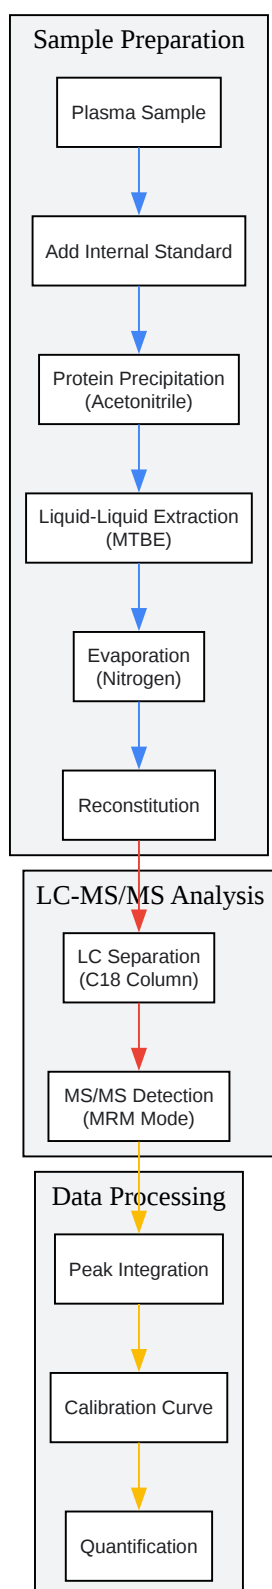 Sample Preparation
Plasma Sample
Add Internal Standard
Protein Precipitation
(Acetonitrile)
Liquid-Liquid Extraction
(MTBE)
Evaporation
(Nitrogen)
Reconstitution
LC-MS/MS Analysis
LC Separation
(C18 Column)
MS/MS Detection
(MRM Mode)
Data Processing
Peak Integration
Calibration Curve
Quantification